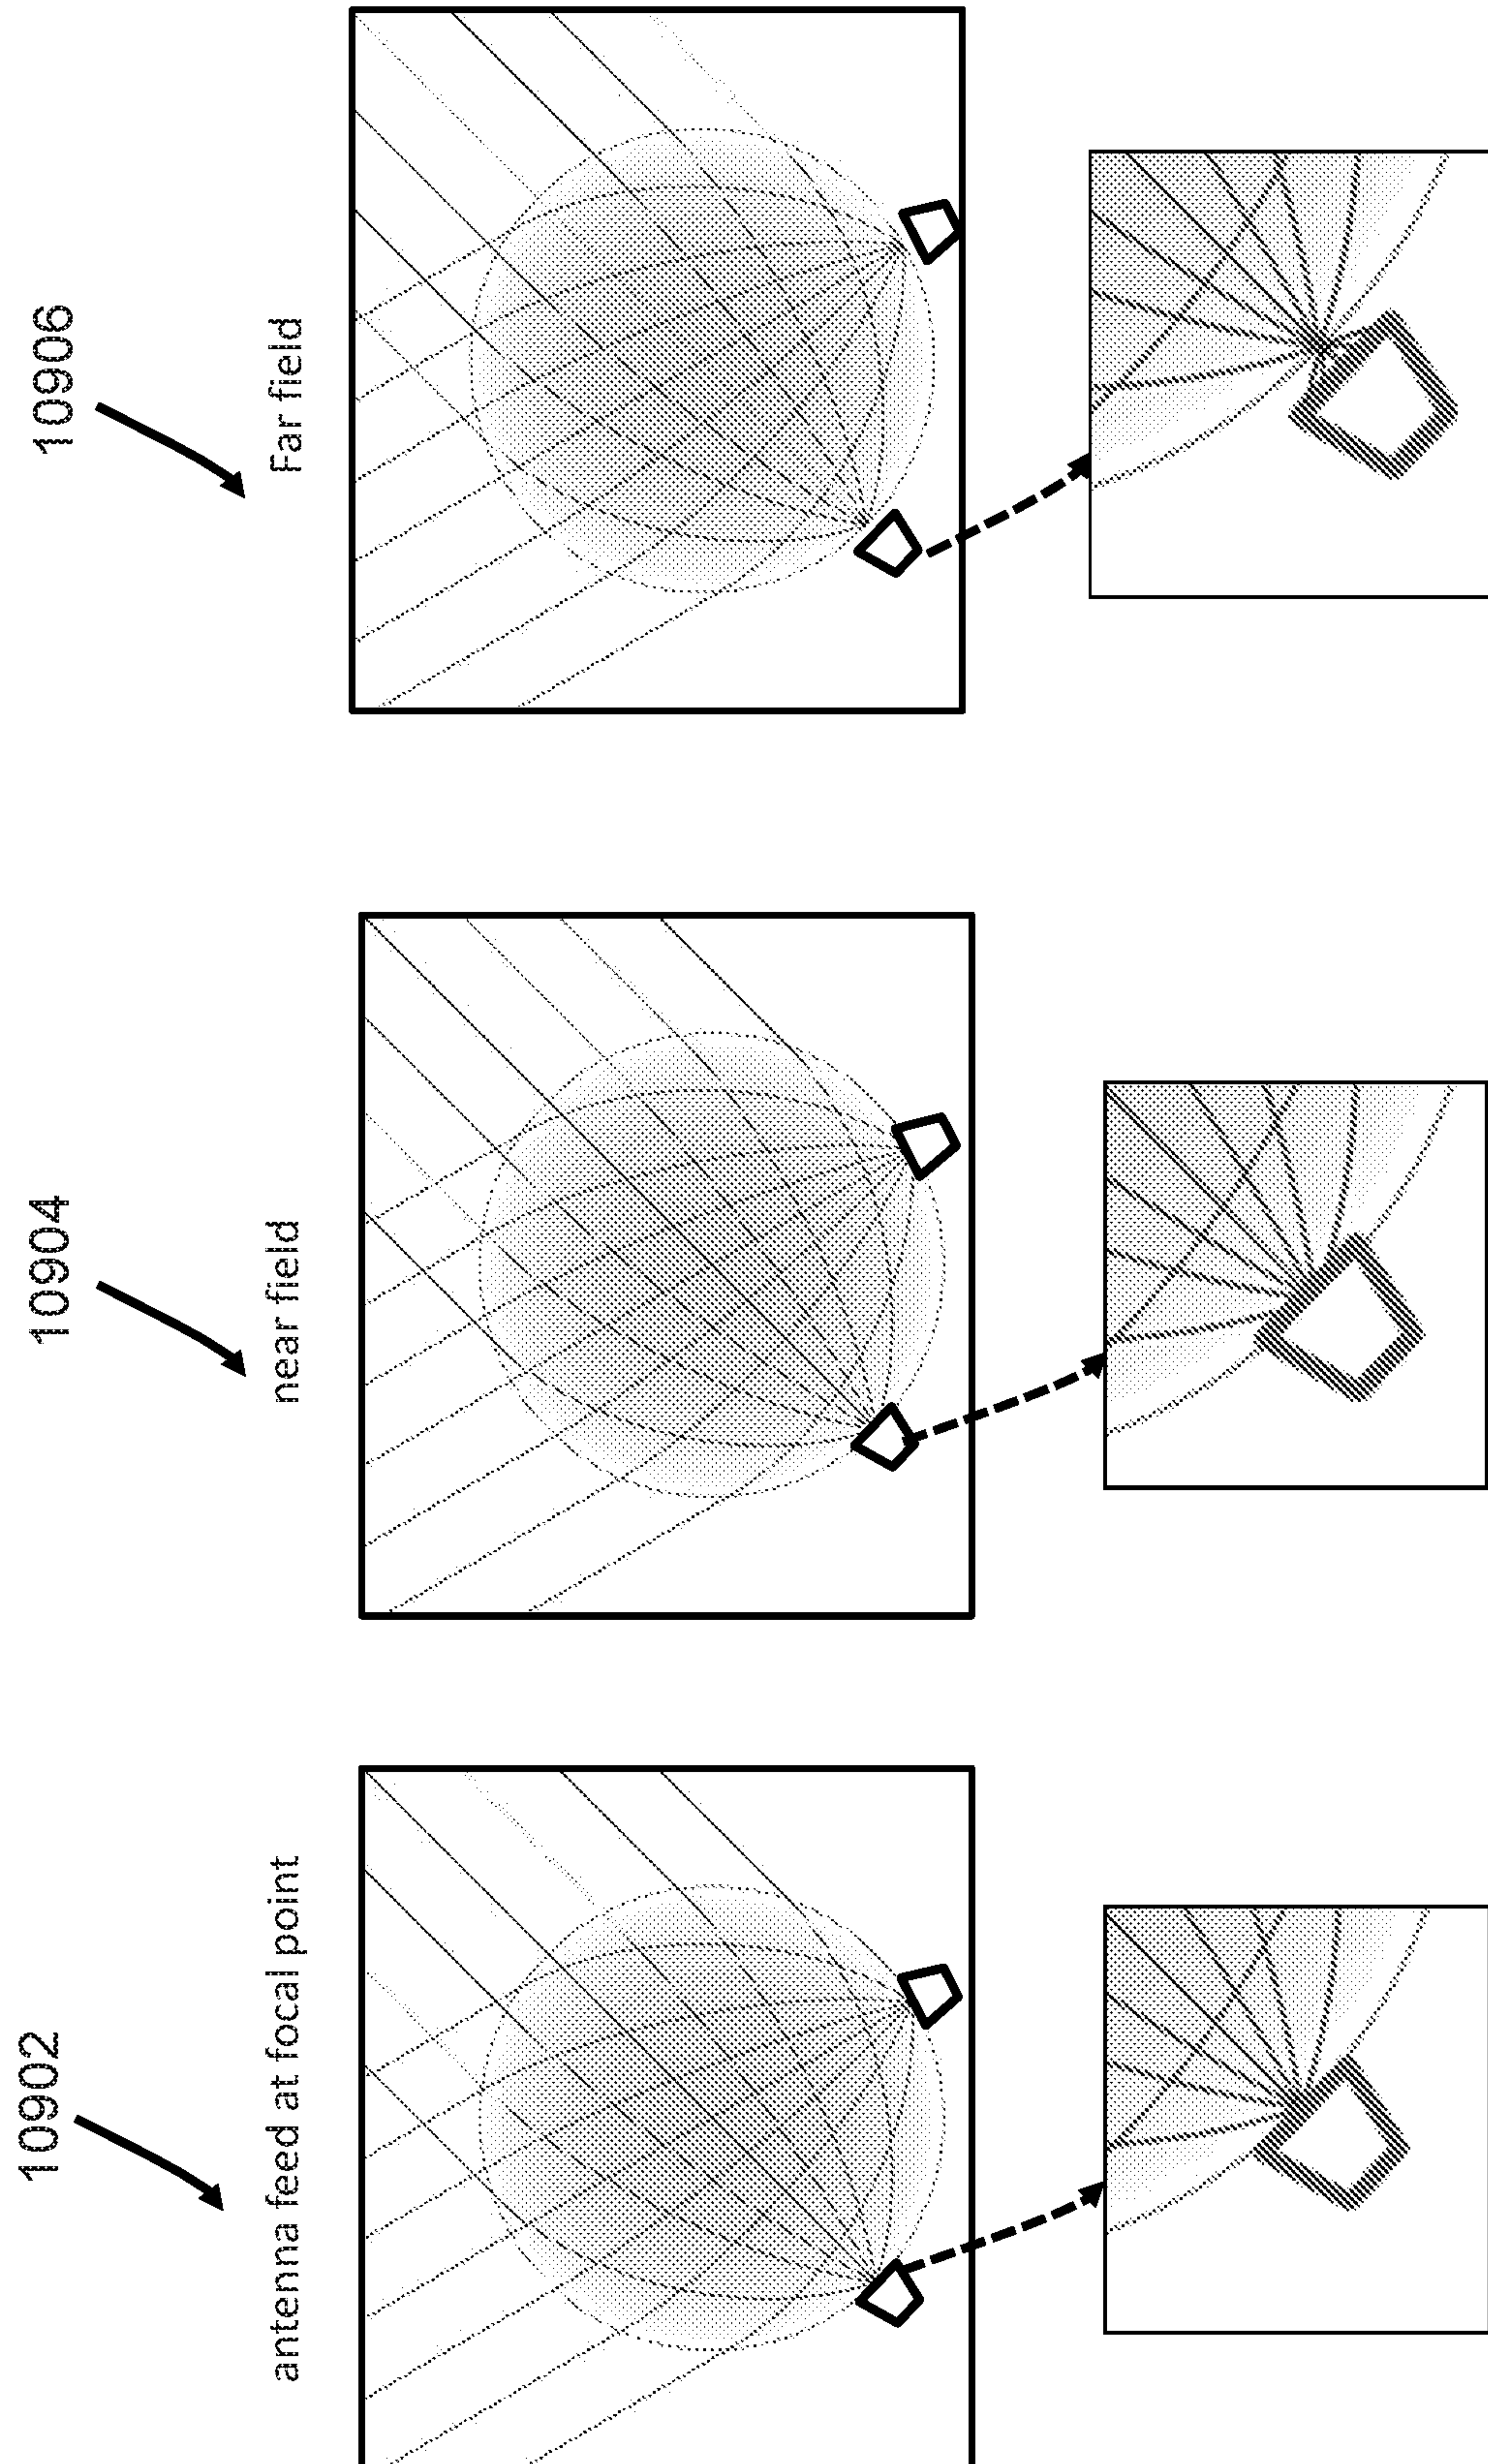 10902
antenna feed at focal point
10904
near field
10906
Far field